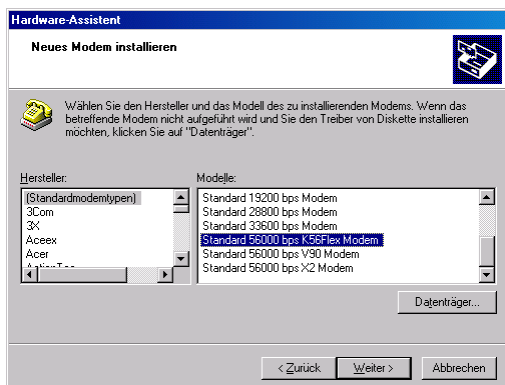 Hardware-Assistent
Neues Modem installieren
Wählen Sie den Hersteller und das Modell des zu installierenden Modems. Wenn das
betreffende Modem nicht aufgeführt wird und Sie den Treiber von Diskette installieren
möchten, klicken Sie auf "Datenträger".
Hersteller:
(Standardmodemtypen)
3Com
3X
Aceex
Acer
Modelle:
Standard 19200 bps Modem
Standard 28800 bps Modem
Standard 33600 bps Modem
Standard 56000 bps K56Flex Modem
Standard 56000 bps V90 Modem
Standard 56000 bps X2 Modem
Datenträger...
< Zurück
Weiter >
Abbrechen